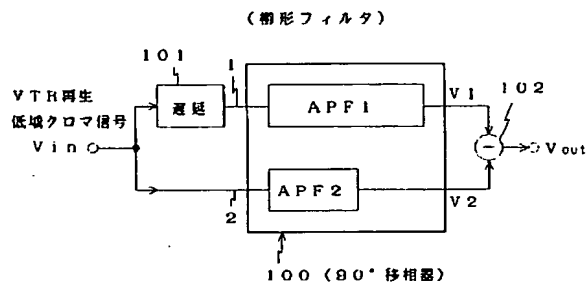 (櫛形フィルタ)
101
1
VTR再生
低域クロマ信号
Vin
遅延
APF1
V1
102
−
Vout
APF2
2
V2
100(90°移相器)